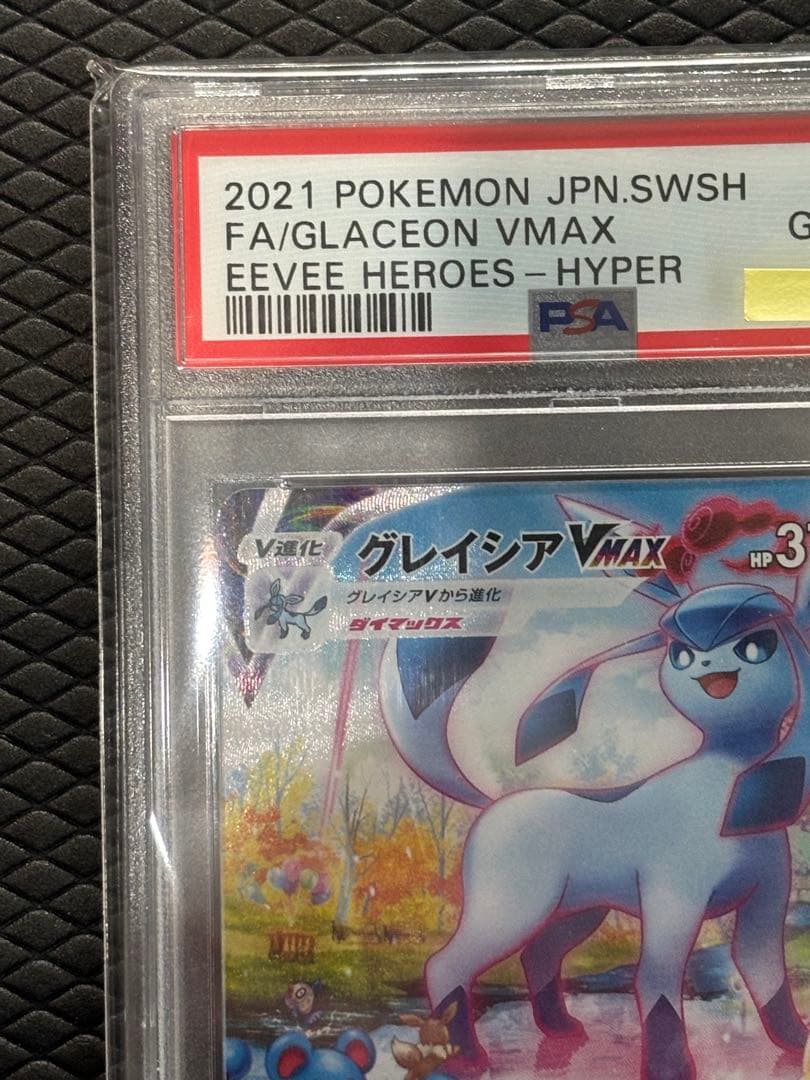 2021 POKEMON JPN.SWSH
FA/GLACEON VMAX
G
EEVEE HEROES – HYPER
PSA
V進化
グレイシアVMAX
HP 3
グレイシアVから進化
ダイマックス